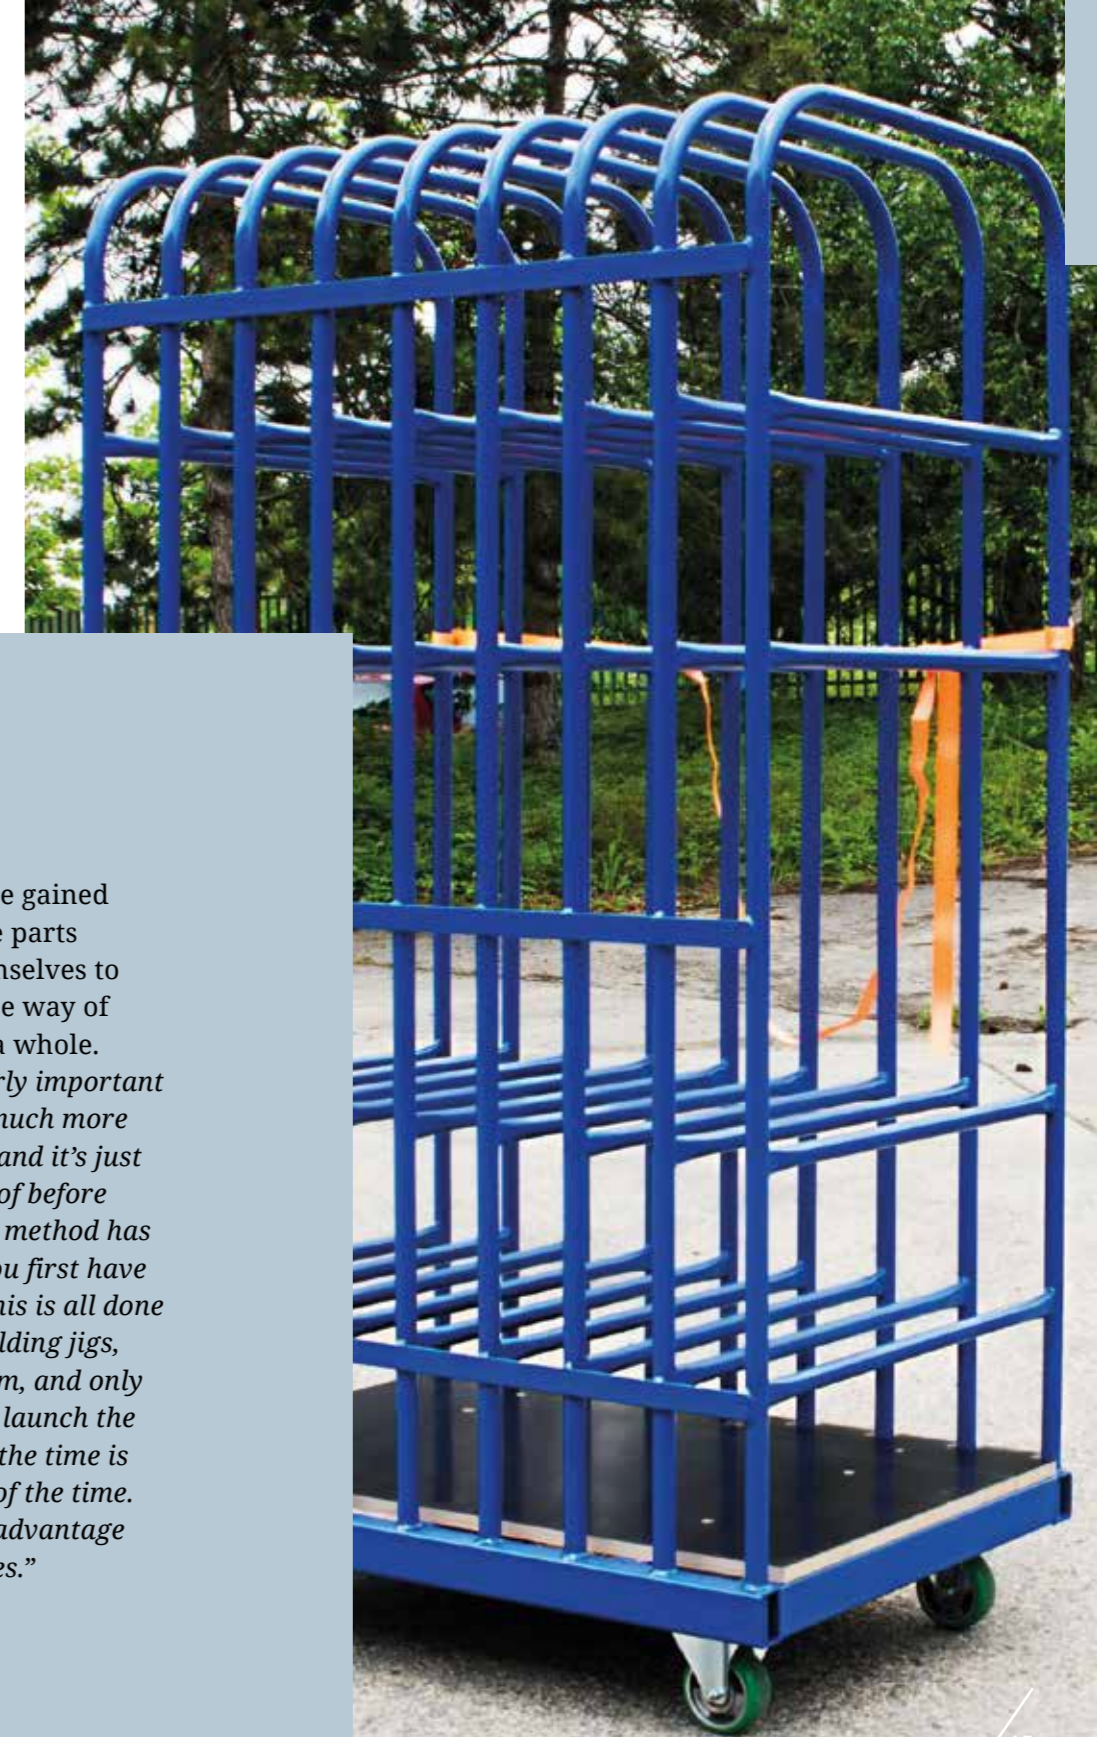 e gained
e parts
nselves to
e way of
a whole.
rly important
nuch more
and it’s just
of before
method has
ou first have
his is all done
lding jigs,
m, and only
launch the
the time is
of the time.
advantage
es.”